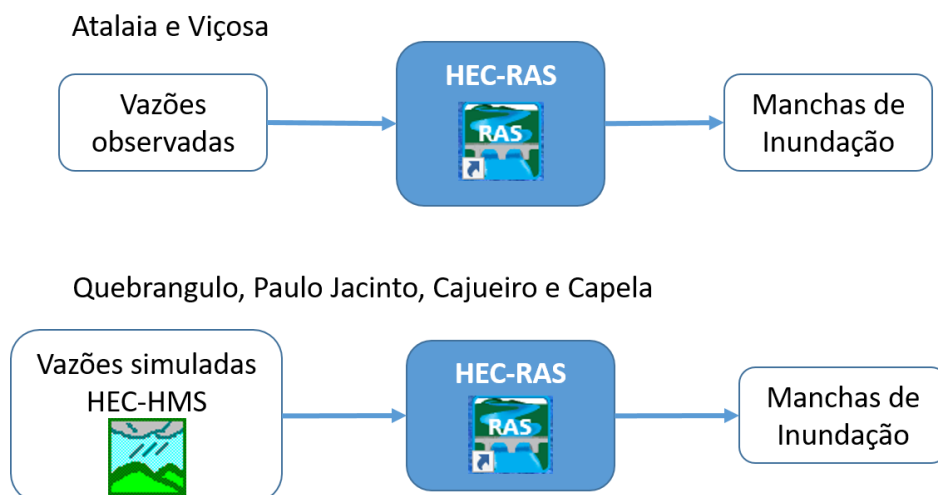 Atalaia e Viçosa
Vazões
observadas
HEC-RAS
RAS
Manchas de
Inundação
Quebrangulo, Paulo Jacinto, Cajueiro e Capela
Vazões simuladas
HEC-HMS
HEC-RAS
RAS
Manchas de
Inundação